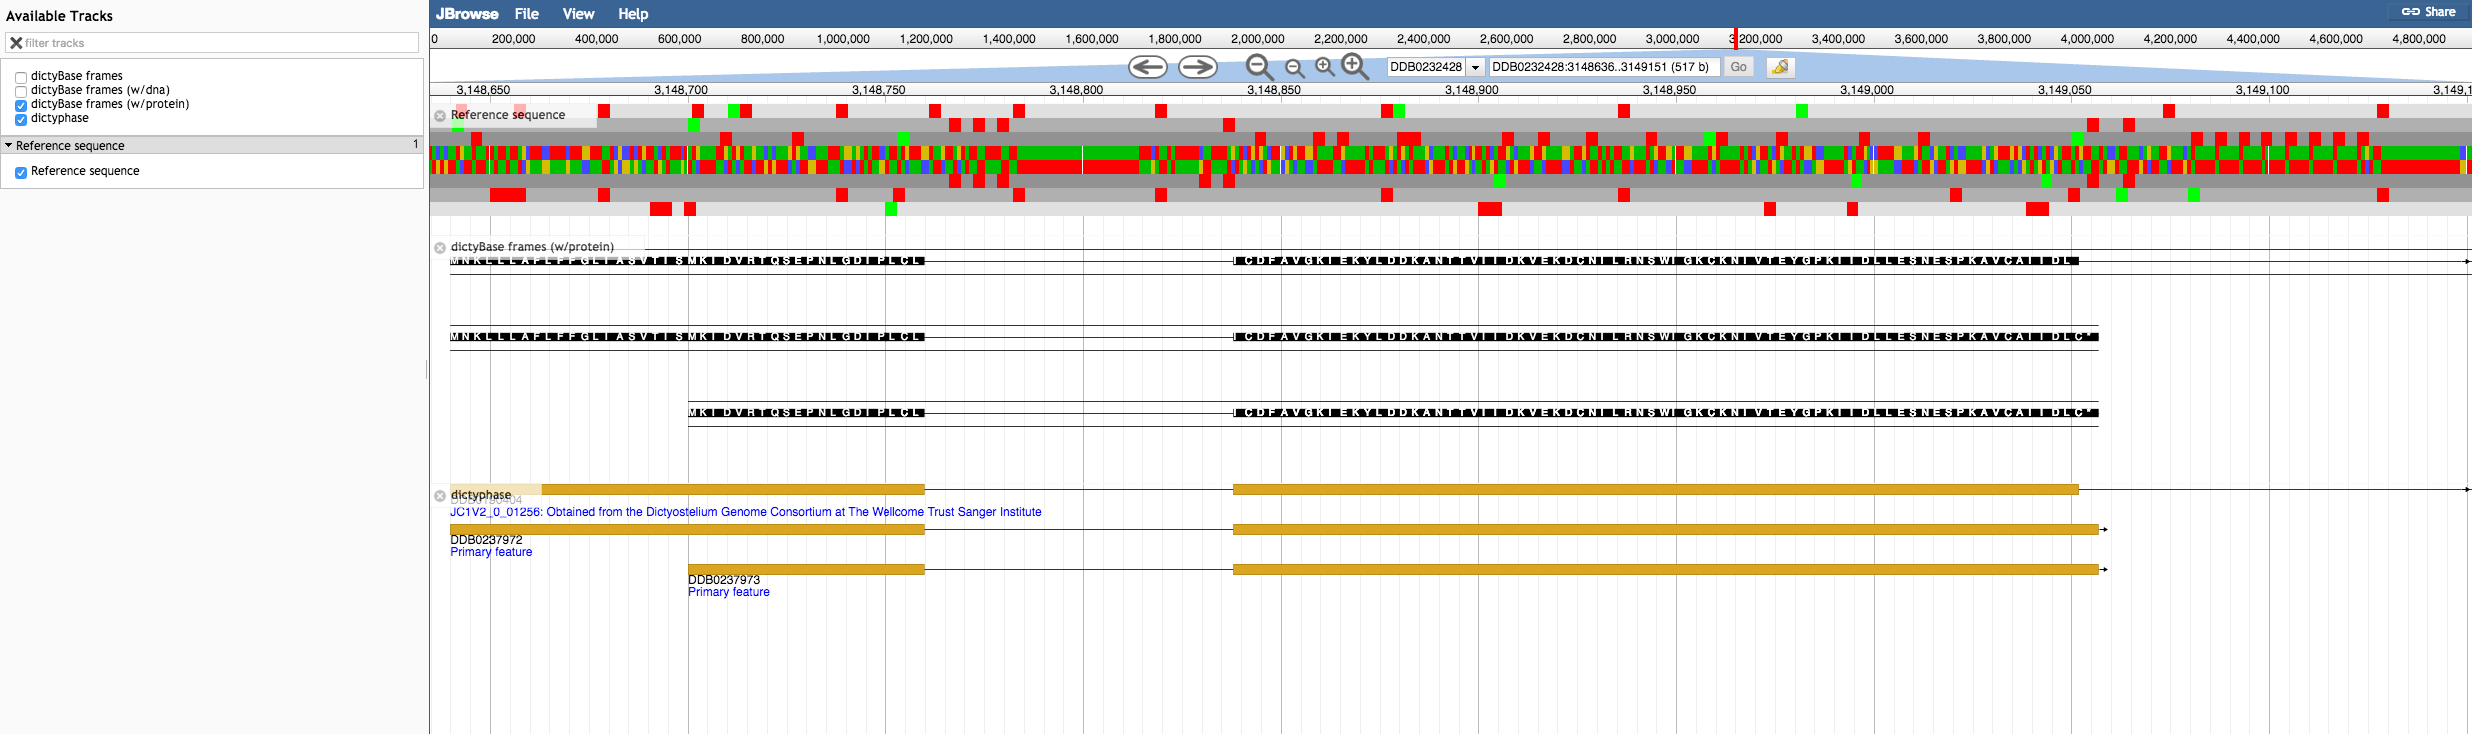 Available Tracks
filter tracks
dictyBase frames
dictyBase frames (w/dna)
dictyBase frames (w/protein)
dictyphase
Reference sequence 1
Reference sequence
JBrowse File View Help Share
0 200,000 400,000 600,000 800,000 1,000,000 1,200,000 1,400,000 1,600,000 1,800,000 2,000,000 2,200,000 2,400,000 2,600,000 2,800,000 3,000,000 3,200,000 3,400,000 3,600,000 3,800,000 4,000,000 4,200,000 4,400,000 4,600,000 4,800,000
DDB0232428 DDB0232428:3148636..3149151 (517 b) Go
3,148,650 3,148,700 3,148,750 3,148,800 3,148,850 3,148,900 3,148,950 3,149,000 3,149,050 3,149,100 3,149,1
Reference sequence
dictyBase frames (w/protein)
MNKLLLAFLFFGLIASVTISMKIDVRTQSEPNLGDIPLCL CDFAVGKIEKYLDDKANTTVIIDKVEKDCNILRNSWIGKCKNIVTEYGPKIIDLLESNESPKAVCAIIDL
MNKLLLAFLFFGLIASVTISMKIDVRTQSEPNLGDIPLCL CDFAVGKIEKYLDDKANTTVIIDKVEKDCNILRNSWIGKCKNIVTEYGPKIIDLLESNESPKAVCAIIDLC*
MKIDVRTQSEPNLGDIPLCL CDFAVGKIEKYLDDKANTTVIIDKVEKDCNILRNSWIGKCKNIVTEYGPKIIDLLESNESPKAVCAIIDLC*
dictyphase
JC1V2_0_01256: Obtained from the Dictyostelium Genome Consortium at The Wellcome Trust Sanger Institute
DDB0237972
Primary feature
DDB0237973
Primary feature